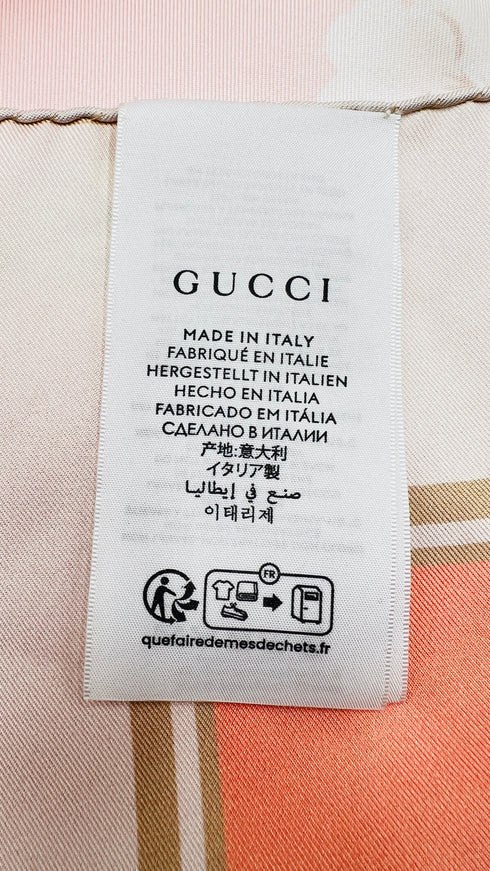 GUCCI
MADE IN ITALY
FABRIQUÉ EN ITALIE
HERGESTELLT IN ITALIEN
HECHO EN ITALIA
FABRICADO EM ITÁLIA
СДЕЛАНО В ИТАЛИИ
产地:意大利
イタリア製
صنع في إيطاليا
이태리제
FR
quefairedemesdechets.fr